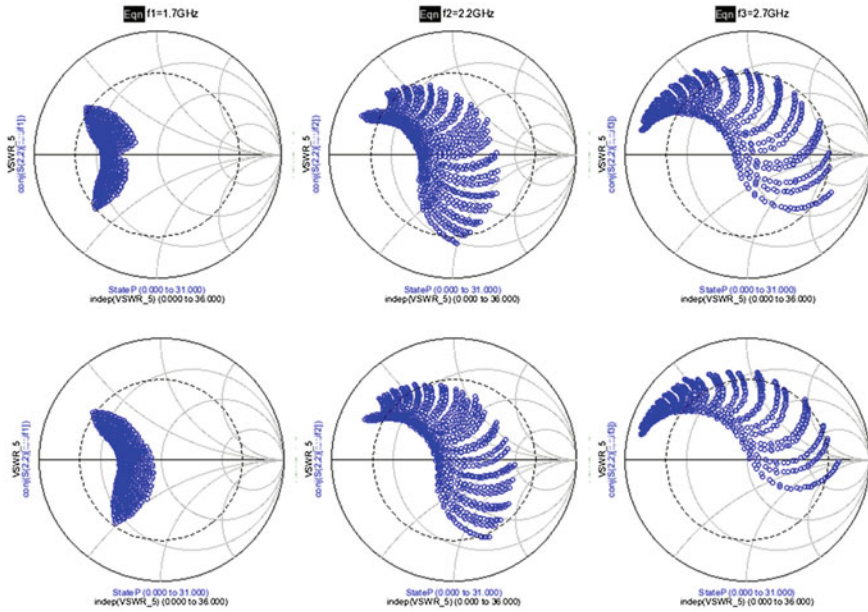 Eqn f1=1.7GHz
Eqn f2=2.2GHz
Eqn f3=2.7GHz
VSWR_5
VSWR_5
VSWR_5
StateP (0.000 to 31.000)
indep(VSWR_5) (0.000 to 36.000)
StateP (0.000 to 31.000)
indep(VSWR_5) (0.000 to 36.000)
StateP (0.000 to 31.000)
indep(VSWR_5) (0.000 to 36.000)
VSWR_5
VSWR_5
VSWR_5
StateP (0.000 to 31.000)
indep(VSWR_5) (0.000 to 36.000)
StateP (0.000 to 31.000)
indep(VSWR_5) (0.000 to 36.000)
StateP (0.000 to 31.000)
indep(VSWR_5) (0.000 to 36.000)